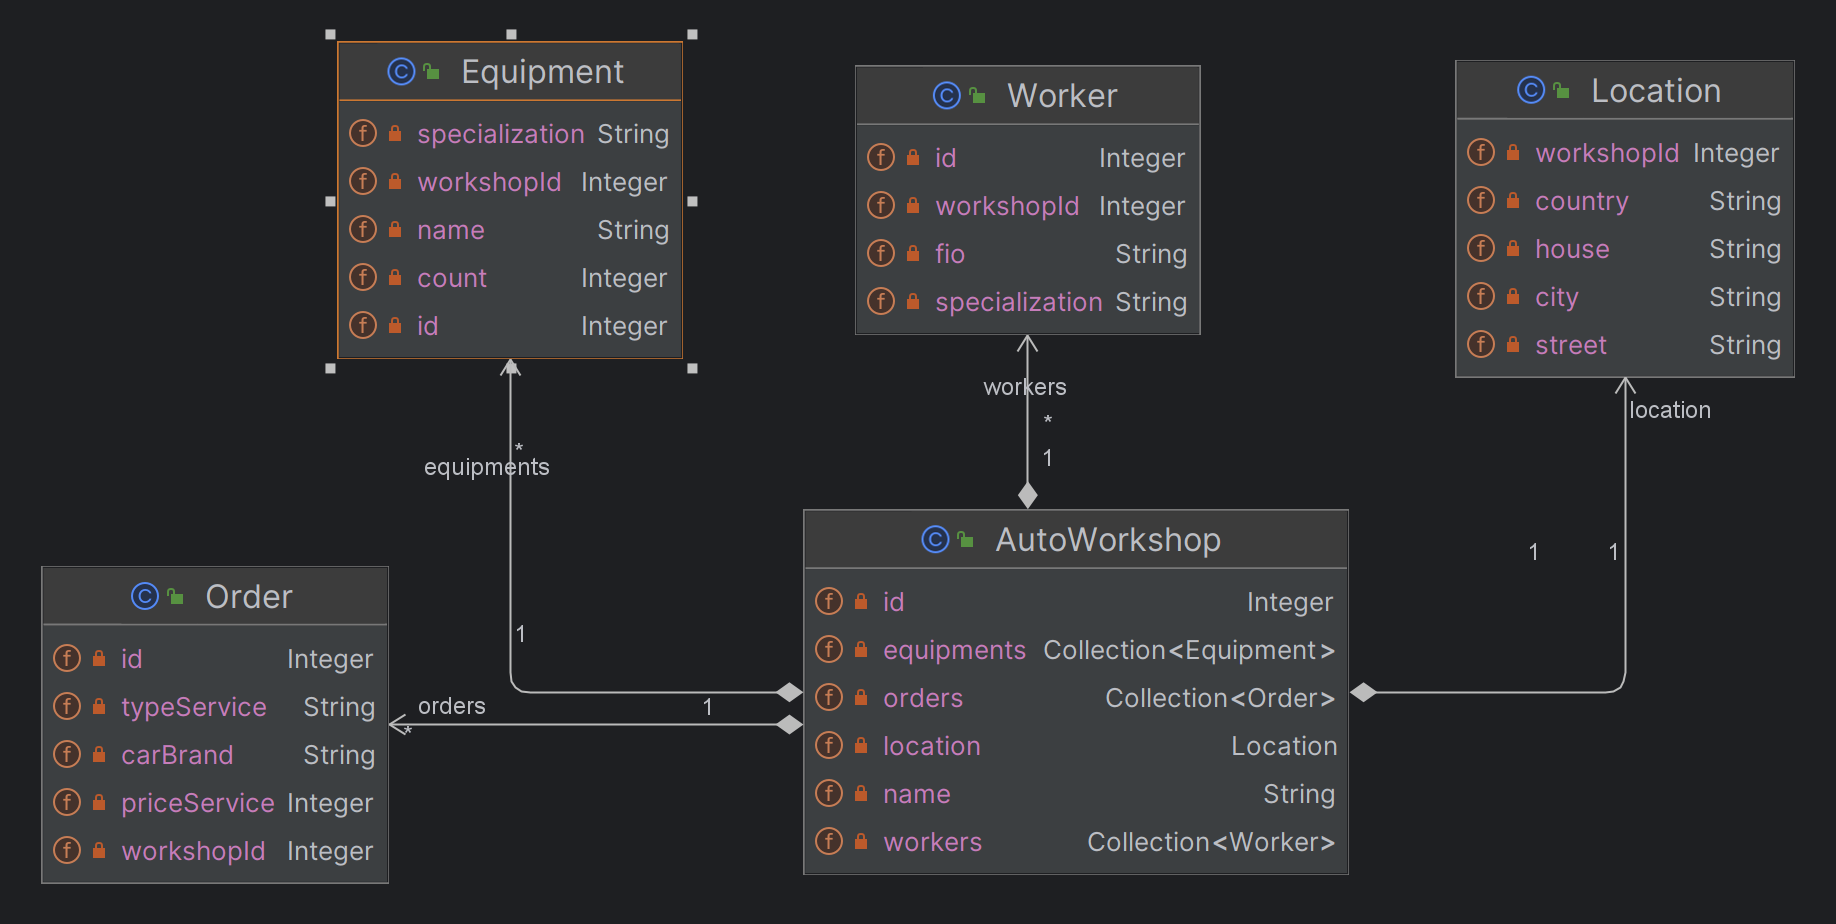 Equipment
specialization String
workshopId Integer
name String
count Integer
id Integer
Worker
id Integer
workshopId Integer
fio String
specialization String
Location
workshopId Integer
country String
house String
city String
street String
workers
*
1
location
*
equipments
1
1
1
Order
id Integer
typeService String
carBrand String
priceService Integer
workshopId Integer
orders
1
*
AutoWorkshop
id Integer
equipments Collection<Equipment>
orders Collection<Order>
location Location
name String
workers Collection<Worker>